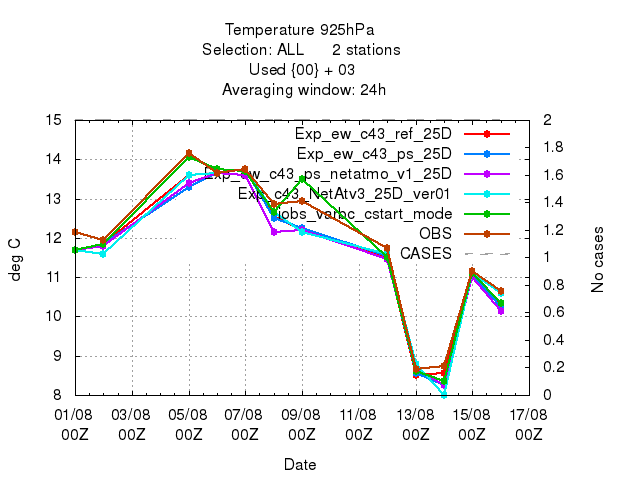 Temperature 925hPa
Selection: ALL 2 stations
Used {00} + 03
Averaging window: 24h
15
14
13
12
11
10
9
8
deg C
2
1.8
1.6
1.4
1.2
1
0.8
0.6
0.4
0.2
0
No cases
Exp_ew_c43_ref_25D
Exp_ew_c43_ps_25D
Exp_ew_c43_ps_netatmo_v1_25D
Exp_c43_NetAtv3_25D_ver01
OBS
CASES
01/08 03/08 05/08 07/08 09/08 11/08 13/08 15/08 17/08
00Z 00Z 00Z 00Z 00Z 00Z 00Z 00Z 00Z
Date